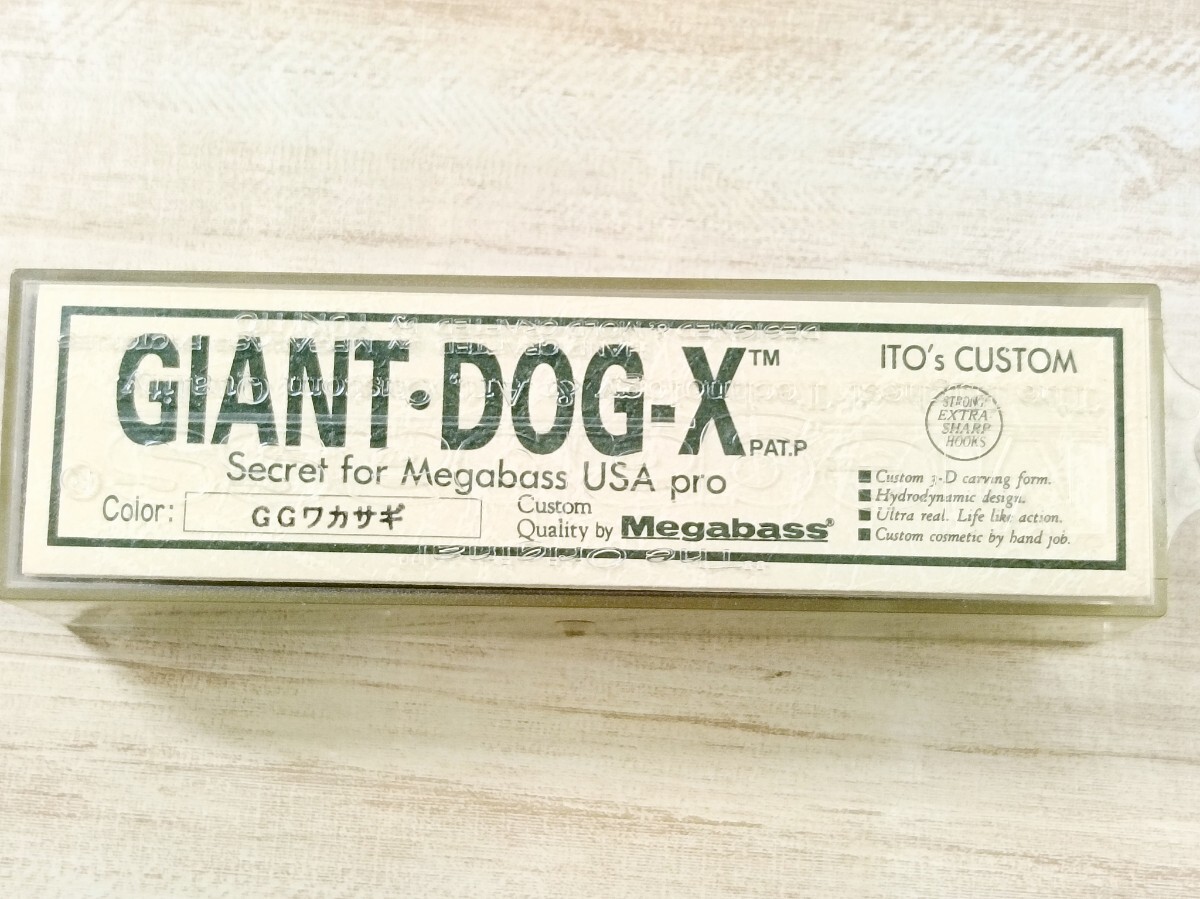 GIANT・DOG-X™
PAT.P
Secret for Megabass USA pro
Color: GGワカサギ
Custom
Quality by Megabass®
ITO's CUSTOM
STRONG
EXTRA
SHARP
HOOKS
■ Custom 3-D carving form.
■ Hydrodynamic design.
■ Ultra real. Life like action.
■ Custom cosmetic by hand job.